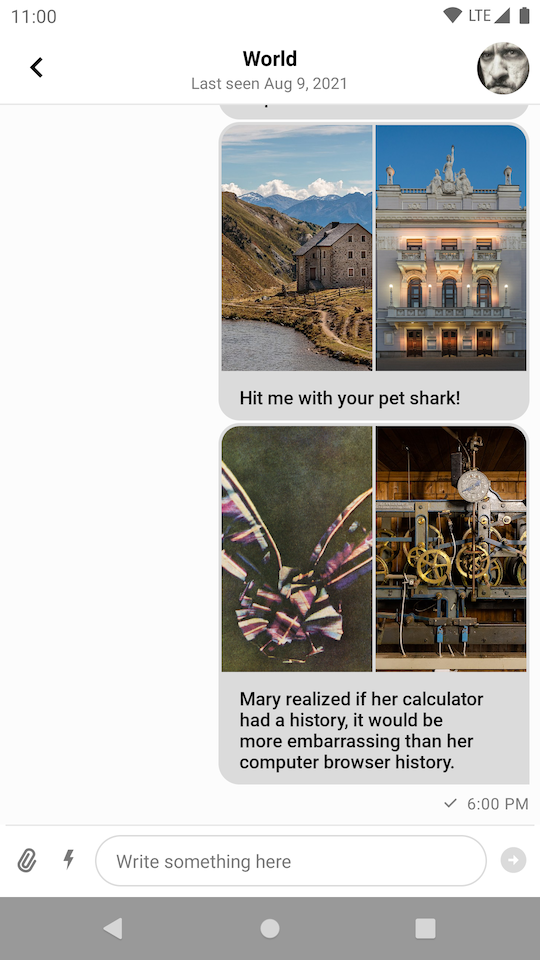 11:00
LTE
World
Last seen Aug 9, 2021
Hit me with your pet shark!
Mary realized if her calculator
had a history, it would be
more embarrassing than her
computer browser history.
6:00 PM
Write something here